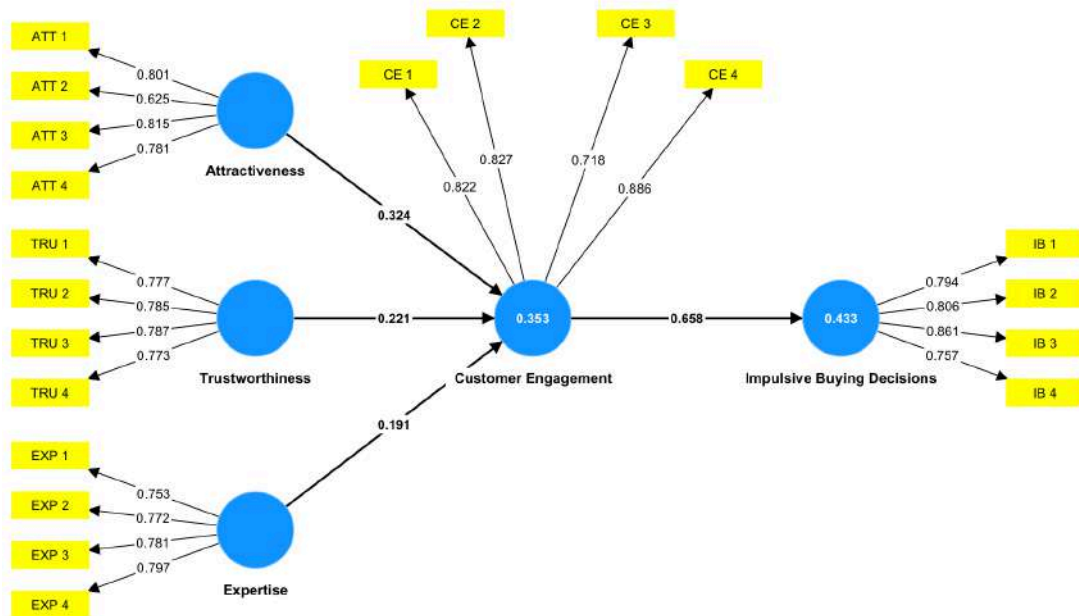 CE 2
CE 3
ATT 1
CE 1
CE 4
0.801
ATT 2
0.625
0.815
ATT 3
0.781
ATT 4
Attractiveness
0.827
0.718
0.822
0.886
0.324
TRU 1
0.777
TRU 2
0.785
0.787
TRU 3
0.773
TRU 4
Trustworthiness
0.221
0.353
Customer Engagement
0.658
0.433
Impulsive Buying Decisions
IB 1
0.794
IB 2
0.806
0.861
IB 3
0.757
IB 4
0.191
EXP 1
0.753
EXP 2
0.772
0.781
EXP 3
0.797
EXP 4
Expertise